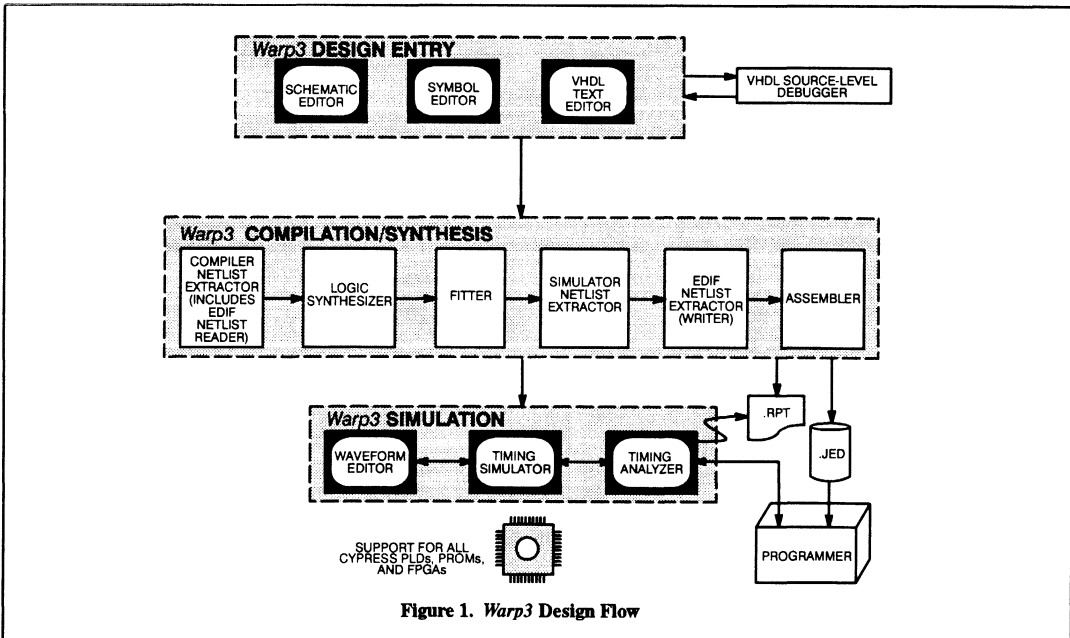 Warp3 DESIGN ENTRY
SCHEMATIC
EDITOR
SYMBOL
EDITOR
VHDL
TEXT
EDITOR
VHDL SOURCE-LEVEL
DEBUGGER
Warp3 COMPILATION/SYNTHESIS
COMPILER
NETLIST
EXTRACTOR
(INCLUDES
EDIF
NETLIST
READER)
LOGIC
SYNTHESIZER
FITTER
SIMULATOR
NETLIST
EXTRACTOR
EDIF
NETLIST
EXTRACTOR
(WRITER)
ASSEMBLER
Warp3 SIMULATION
WAVEFORM
EDITOR
TIMING
SIMULATOR
TIMING
ANALYZER
.RPT
.JED
PROGRAMMER
SUPPORT FOR ALL
CYPRESS PLDs, PROMs,
AND FPGAs
Figure 1. Warp3 Design Flow